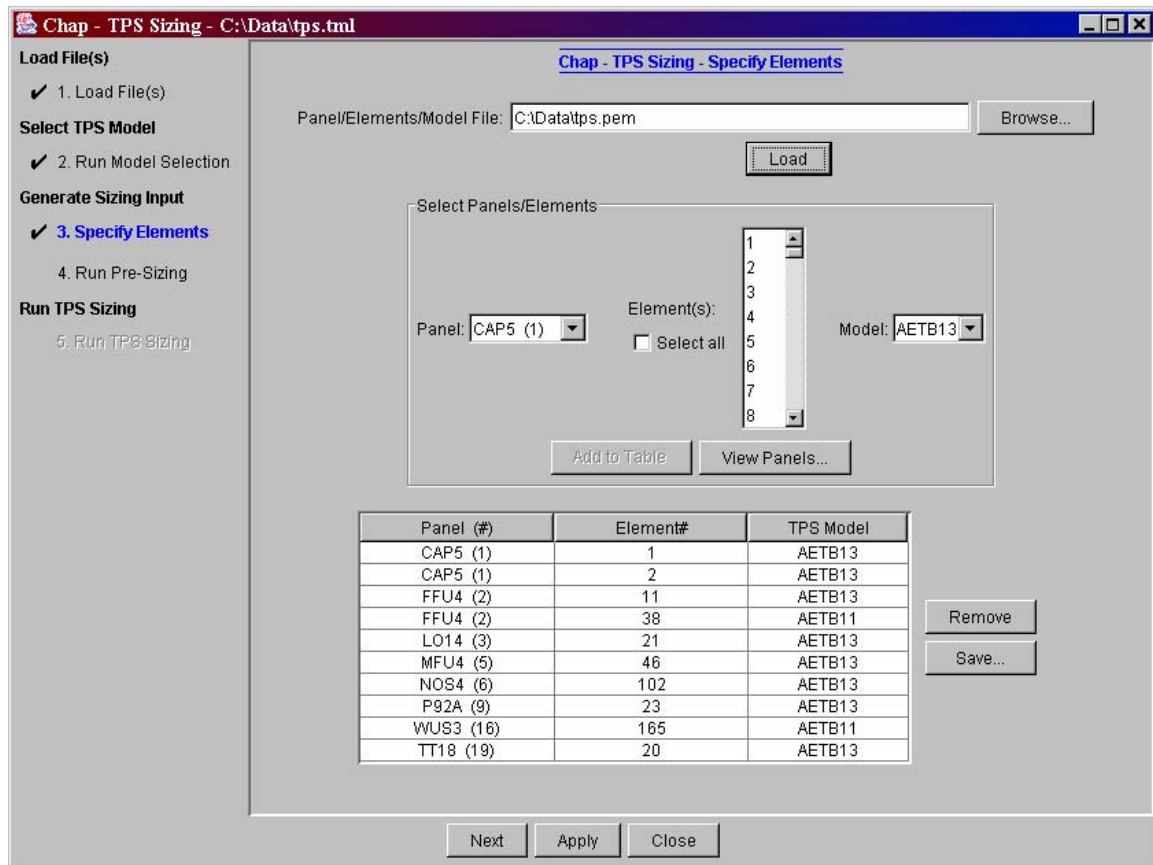 Chap - TPS Sizing - C:\Data\tps.tml
Load File(s)
✔ 1. Load File(s)
Select TPS Model
✔ 2. Run Model Selection
Generate Sizing Input
✔ 3. Specify Elements
4. Run Pre-Sizing
Run TPS Sizing
5. Run TPS Sizing
Chap - TPS Sizing - Specify Elements
Panel/Elements/Model File: C:\Data\tps.pem Browse...
Load
Select Panels/Elements
Panel: CAP5 (1)
Element(s):
Select all
1
2
3
4
5
6
7
8
Model: AETB13
Add to Table View Panels...
Panel (#) Element# TPS Model
CAP5 (1) 1 AETB13
CAP5 (1) 2 AETB13
FFU4 (2) 11 AETB13
FFU4 (2) 38 AETB11
LO14 (3) 21 AETB13
MFU4 (5) 46 AETB13
NOS4 (6) 102 AETB13
P92A (9) 23 AETB13
WUS3 (16) 165 AETB11
TT18 (19) 20 AETB13
Remove
Save...
Next Apply Close